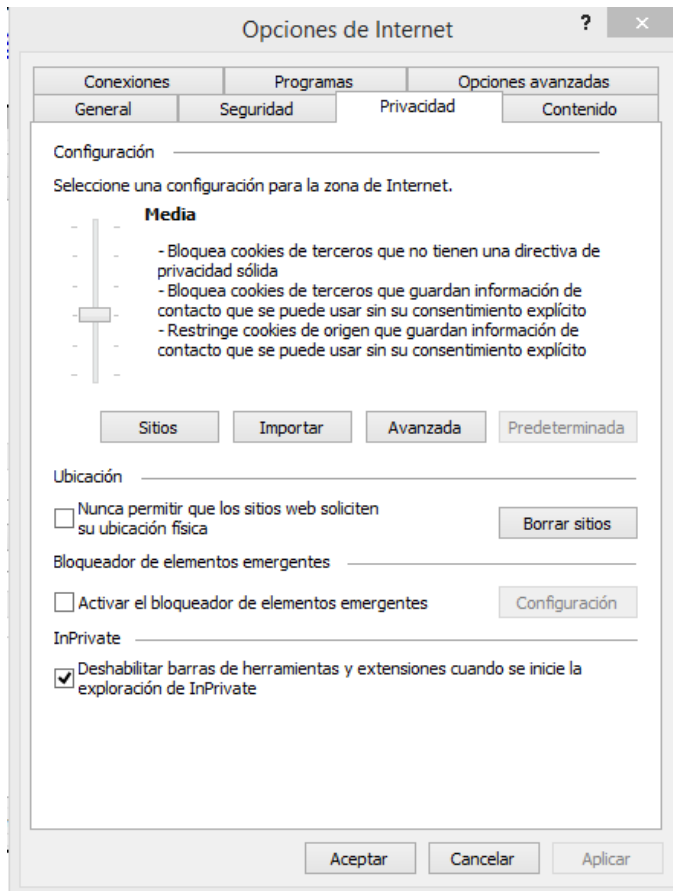 Opciones de Internet
?
×
Conexiones
Programas
Opciones avanzadas
General
Seguridad
Privacidad
Contenido
Configuración
Seleccione una configuración para la zona de Internet.
Media
- Bloquea cookies de terceros que no tienen una directiva de
privacidad sólida
- Bloquea cookies de terceros que guardan información de
contacto que se puede usar sin su consentimiento explícito
- Restringe cookies de origen que guardan información de
contacto que se puede usar sin su consentimiento explícito
Sitios
Importar
Avanzada
Predeterminada
Ubicación
Nunca permitir que los sitios web soliciten
su ubicación física
Borrar sitios
Bloqueador de elementos emergentes
Activar el bloqueador de elementos emergentes
Configuración
InPrivate
Deshabilitar barras de herramientas y extensiones cuando se inicie la
exploración de InPrivate
Aceptar
Cancelar
Aplicar